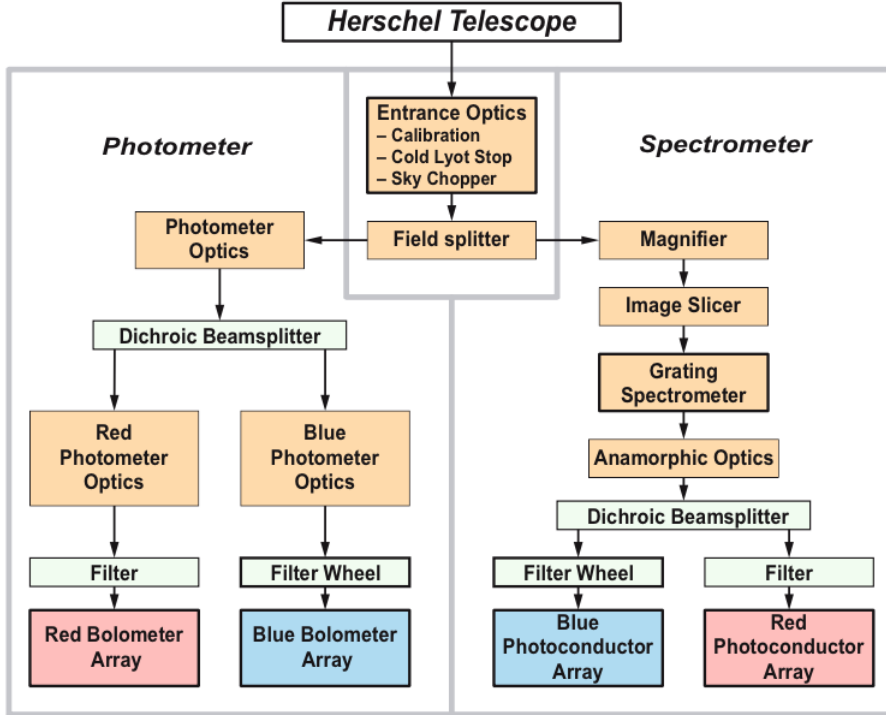 Herschel Telescope
Entrance Optics
– Calibration
– Cold Lyot Stop
– Sky Chopper
Photometer
Spectrometer
Photometer
Optics
Field splitter
Magnifier
Image Slicer
Dichroic Beamsplitter
Grating
Spectrometer
Red
Photometer
Optics
Blue
Photometer
Optics
Anamorphic Optics
Dichroic Beamsplitter
Filter
Filter Wheel
Filter Wheel
Filter
Red Bolometer
Array
Blue Bolometer
Array
Blue
Photoconductor
Array
Red
Photoconductor
Array